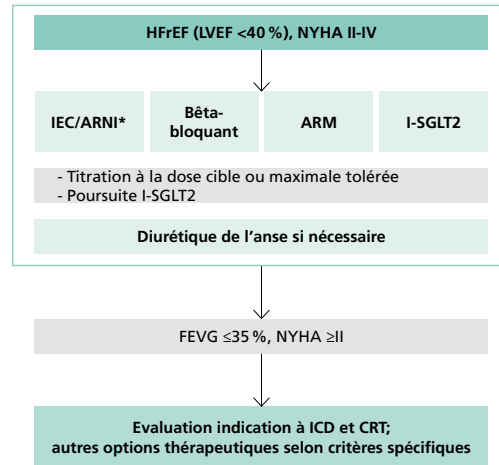 HFrEF (LVEF <40 %), NYHA II-IV
IEC/ARNI*
Bêta-
bloquant
ARM
I-SGLT2
- Titration à la dose cible ou maximale tolérée
- Poursuite I-SGLT2
Diurétique de l’anse si nécessaire
FEVG ≤35 %, NYHA ≥II
Evaluation indication à ICD et CRT;
autres options thérapeutiques selon critères spécifiques